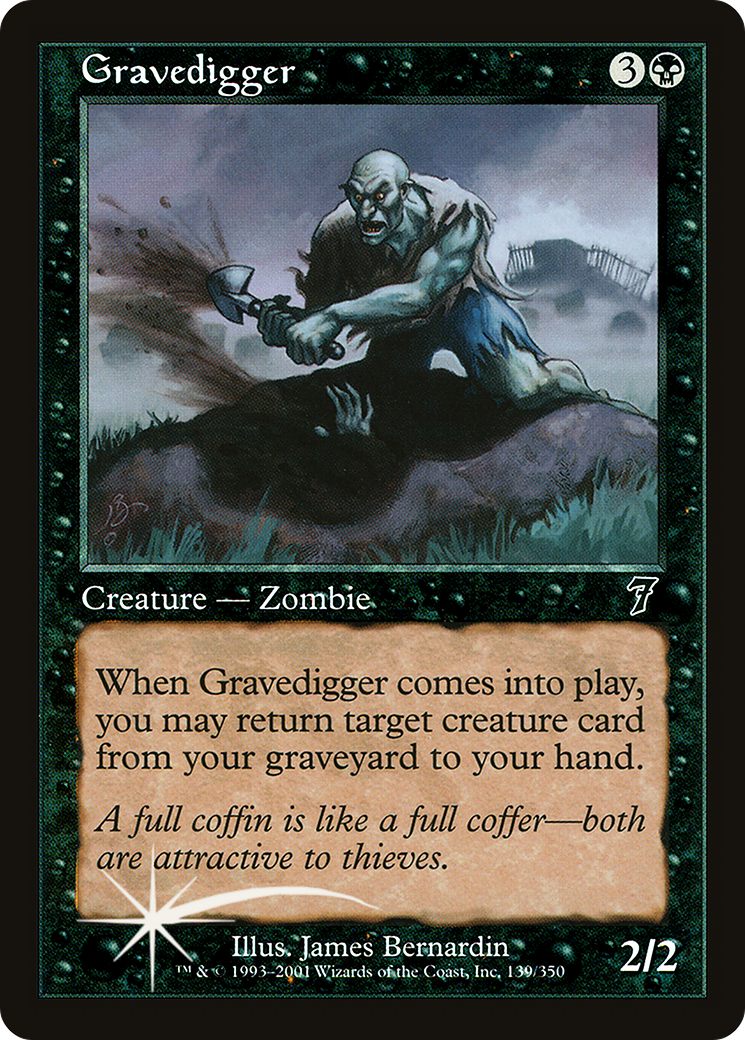 Gravedigger 3
Creature — Zombie 7
When Gravedigger comes into play,
you may return target creature card
from your graveyard to your hand.
A full coffin is like a full coffer—both
are attractive to thieves.
Illus. James Bernardin
™ & © 1993–2001 Wizards of the Coast, Inc. 139/350
2/2